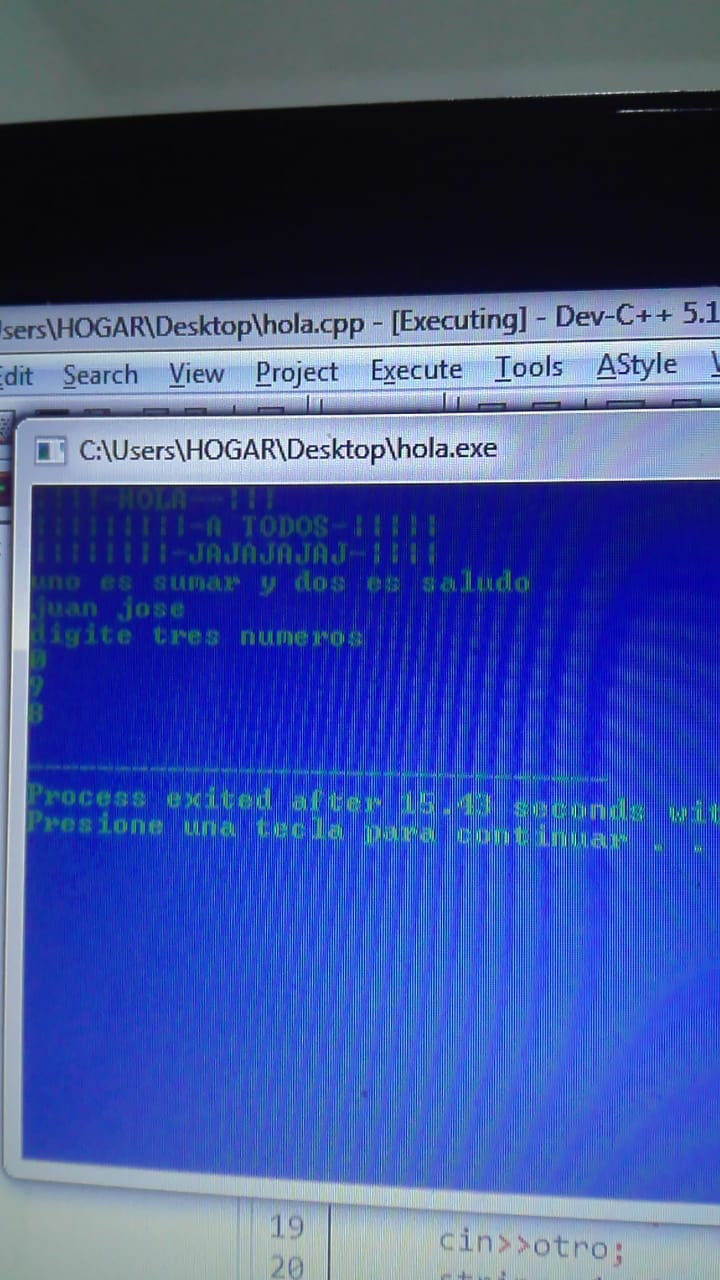 sers\HOGAR\Desktop\hola.cpp - [Executing] - Dev-C++ 5.1
Edit Search View Project Execute Tools AStyle
C:\Users\HOGAR\Desktop\hola.exe
¦¦¦¦-HOLA--¦¦¦
¦¦¦¦¦¦¦¦¦-A TODOS-¦¦¦¦¦
¦¦¦¦¦¦¦¦-JAJAJAJAJ-¦¦¦¦
uno es sumar y dos es saludo
juan jose
digite tres numeros
0
9
8
--------------------------------
Process exited after 15.43 seconds wit
Presione una tecla para continuar . .
19 cin>>otro;
20